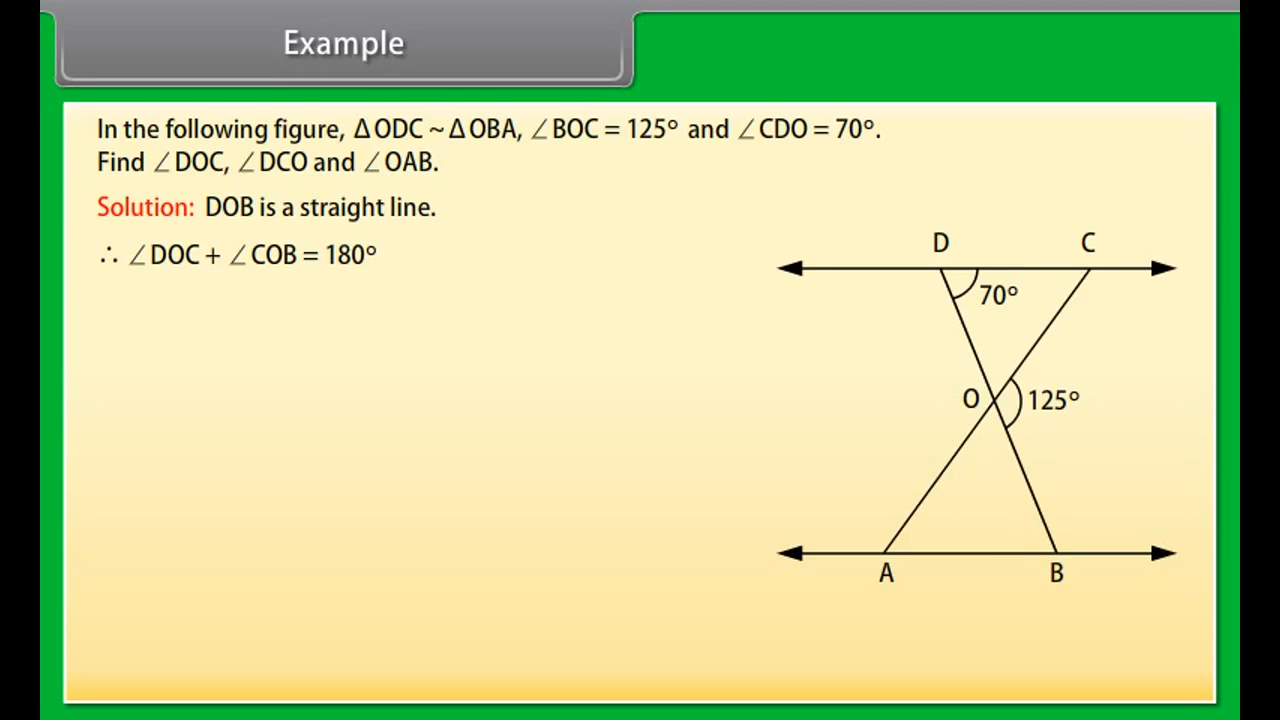 Example
In the following figure, ΔODC ~ ΔOBA, ∠BOC = 125° and ∠CDO = 70°.
Find ∠DOC, ∠DCO and ∠OAB.
Solution: DOB is a straight line.
∴ ∠DOC + ∠COB = 180°
D C
70°
O 125°
A B